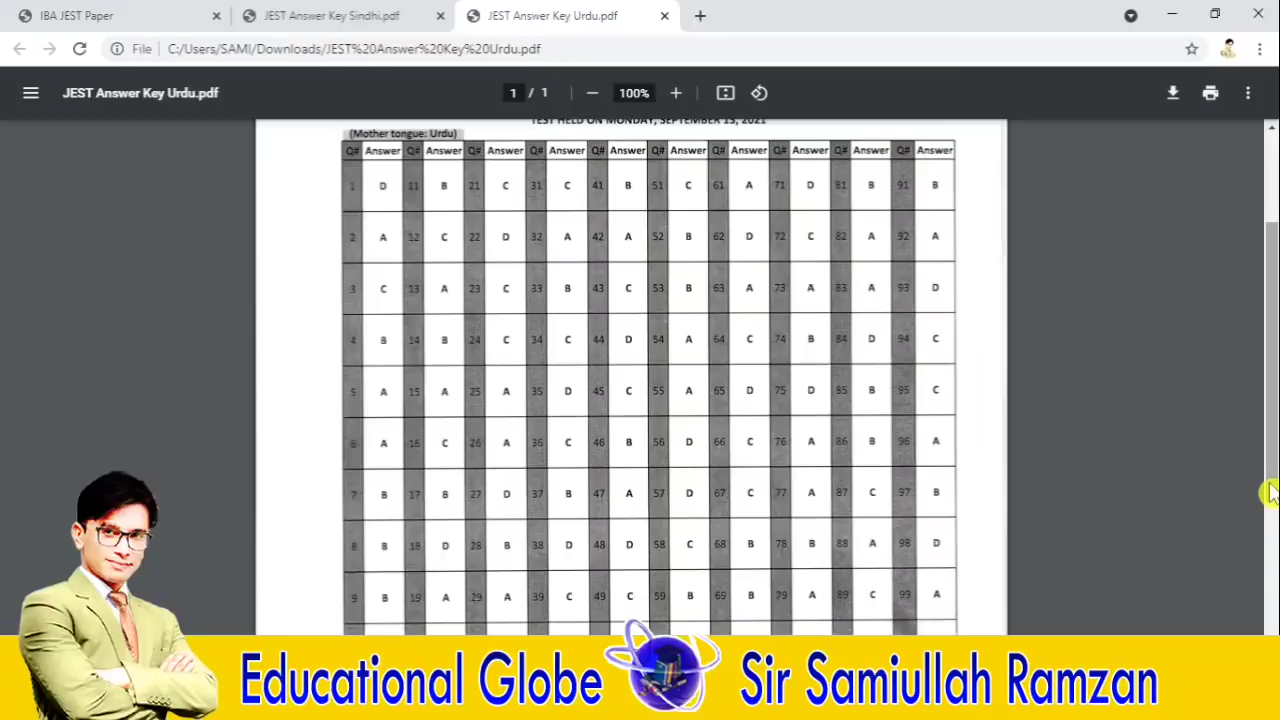 IBA JEST Paper
JEST Answer Key Sindhi.pdf
JEST Answer Key Urdu.pdf
File C:/Users/SAMI/Downloads/JEST%20Answer%20Key%20Urdu.pdf
JEST Answer Key Urdu.pdf 1 / 1 100%
TEST HELD ON MONDAY, SEPTEMBER 13, 2021
(Mother tongue: Urdu)
Q# Answer Q# Answer Q# Answer Q# Answer Q# Answer Q# Answer Q# Answer Q# Answer Q# Answer Q# Answer
1 D 11 B 21 C 31 C 41 B 51 C 61 A 71 D 81 B 91 B
2 A 12 C 22 D 32 A 42 A 52 B 62 D 72 C 82 A 92 A
3 C 13 A 23 C 33 B 43 C 53 B 63 A 73 A 83 A 93 D
4 B 14 B 24 C 34 C 44 D 54 A 64 C 74 B 84 D 94 C
5 A 15 A 25 A 35 D 45 C 55 A 65 D 75 D 85 B 95 C
6 A 16 C 26 A 36 C 46 B 56 D 66 C 76 A 86 B 96 A
7 B 17 B 27 D 37 B 47 A 57 D 67 C 77 A 87 C 97 B
8 B 18 D 28 B 38 D 48 D 58 C 68 B 78 B 88 A 98 D
9 B 19 A 29 A 39 C 49 C 59 B 69 B 79 A 89 C 99 A
Educational Globe Sir Samiullah Ramzan